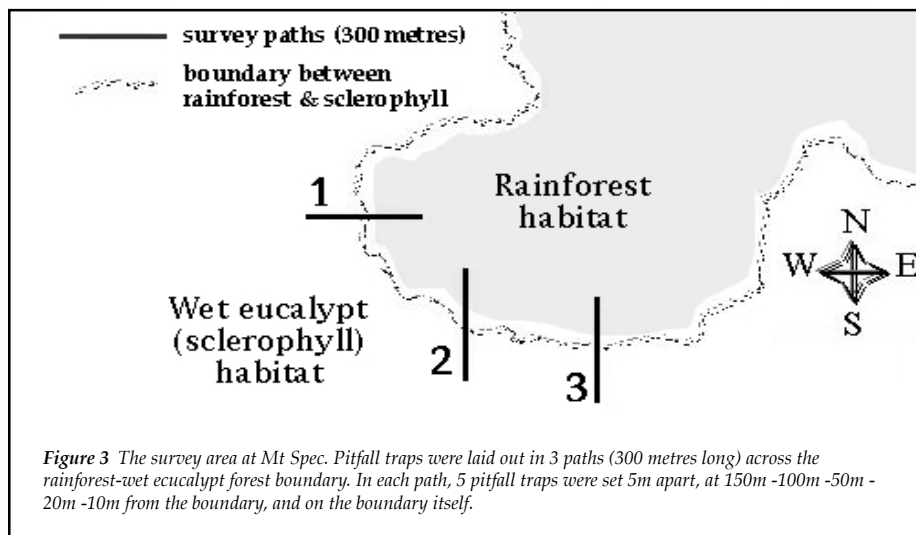 survey paths (300 metres)
boundary between
rainforest & sclerophyll
1
Rainforest
habitat
N
W E
S
Wet eucalypt
(sclerophyll)
habitat
2
3
Figure 3 The survey area at Mt Spec. Pitfall traps were laid out in 3 paths (300 metres long) across the
rainforest-wet ecucalypt forest boundary. In each path, 5 pitfall traps were set 5m apart, at 150m -100m -50m -
20m -10m from the boundary, and on the boundary itself.